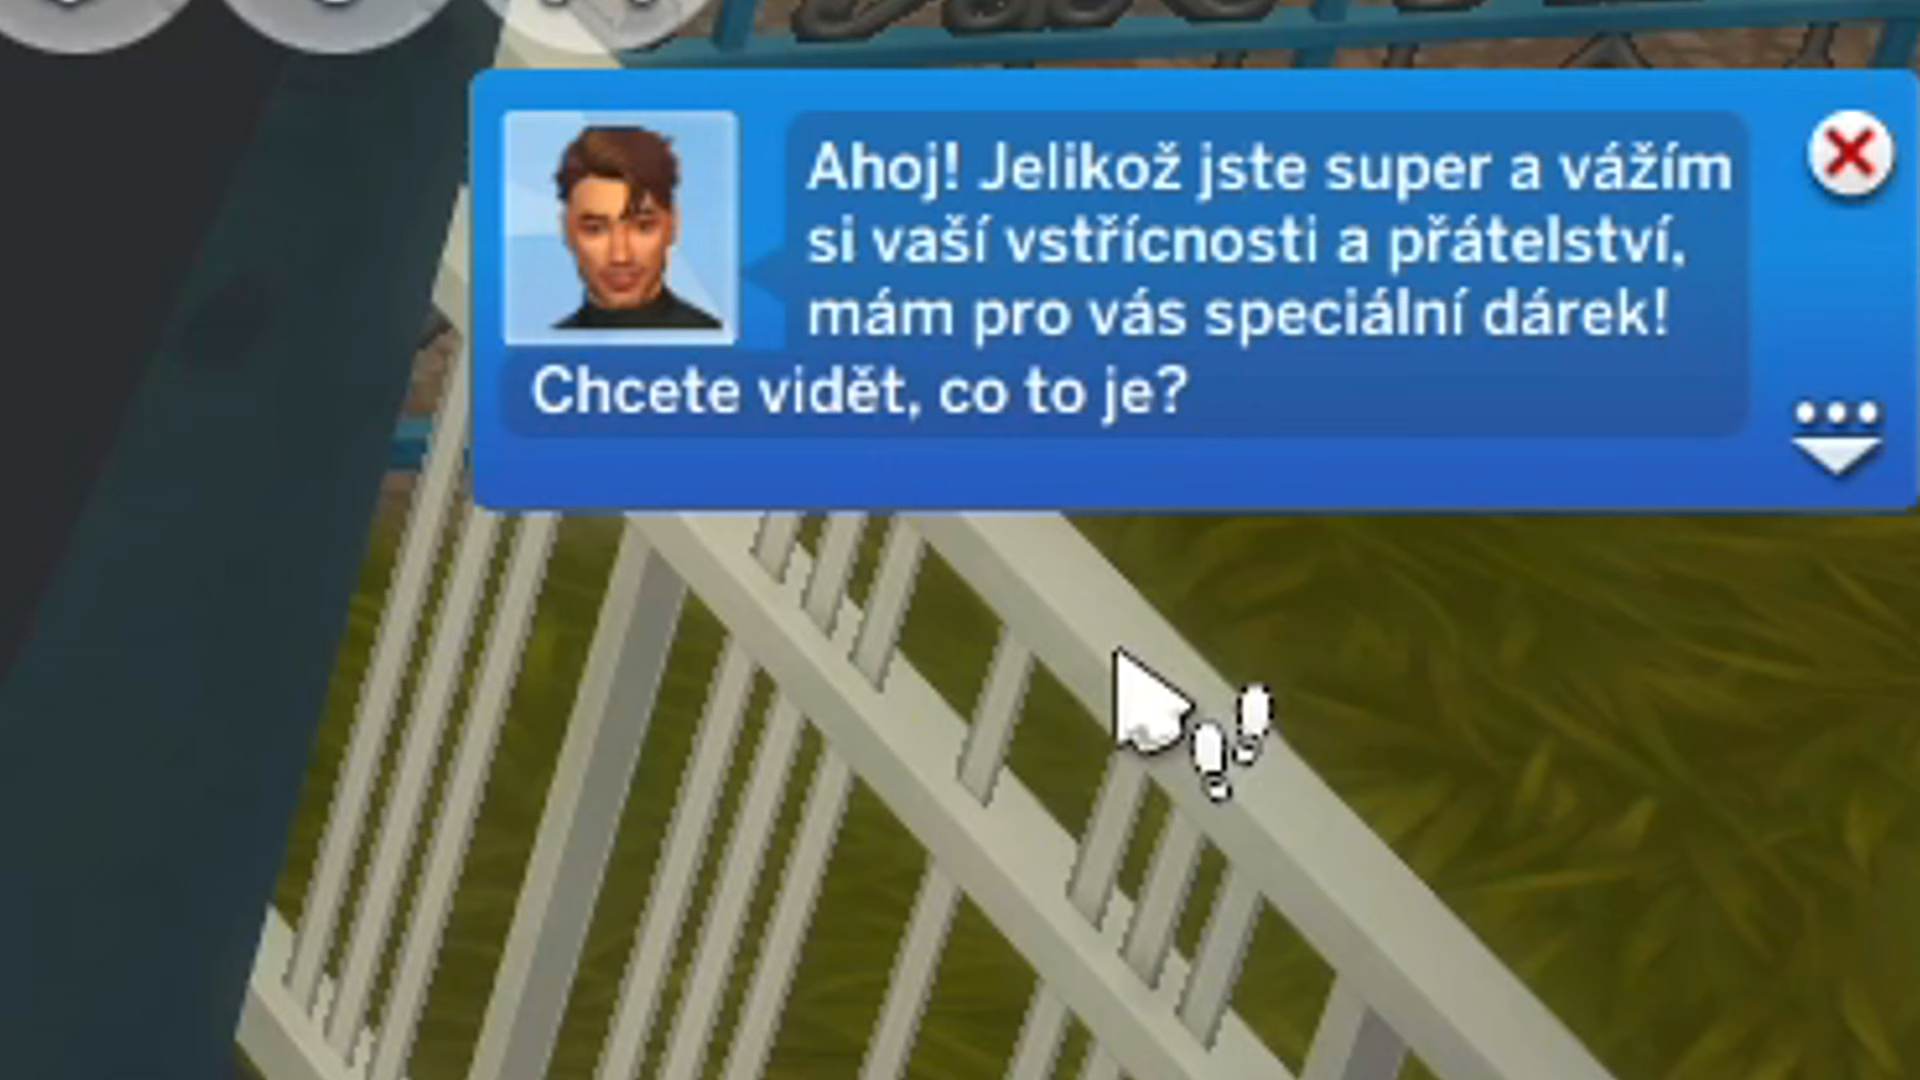 Ahoj! Jelikož jste super a vážím
si vaší vstřícnosti a přátelství,
mám pro vás speciální dárek!
Chcete vidět, co to je?